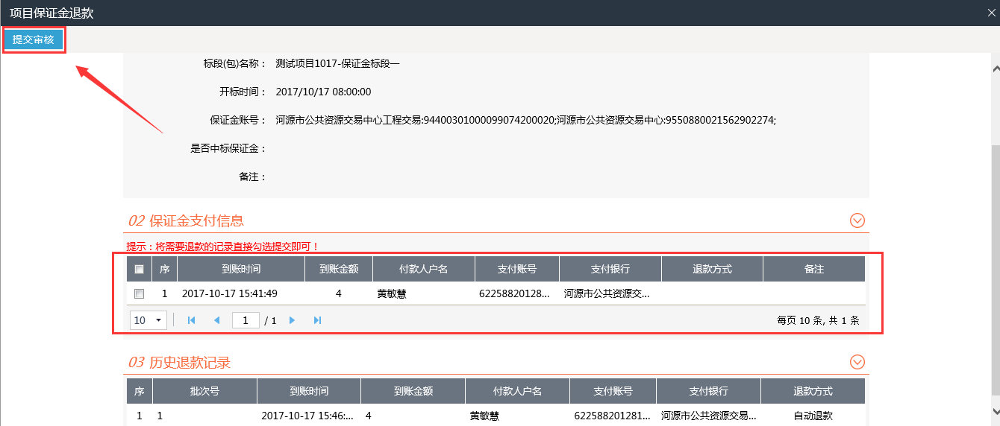 项目保证金退款
提交审核
标段(包)名称： 测试项目1017-保证金标段一
开标时间： 2017/10/17 08:00:00
保证金账号： 河源市公共资源交易中心工程交易:94400301000099074200020;河源市公共资源交易中心:9550880021562902274;
是否中标保证金：
备注：
02 保证金支付信息
提示：将需要退款的记录直接勾选提交即可！
序 到账时间 到账金额 付款人户名 支付账号 支付银行 退款方式 备注
1 2017-10-17 15:41:49 4 黄敏慧 62258820128... 河源市公共资源交...
10 1 / 1 每页 10 条, 共 1 条
03 历史退款记录
序 批次号 到账时间 到账金额 付款人户名 支付账号 支付银行 退款方式
1 1 2017-10-17 15:46:... 4 黄敏慧 622588201281... 河源市公共资源交易... 自动退款